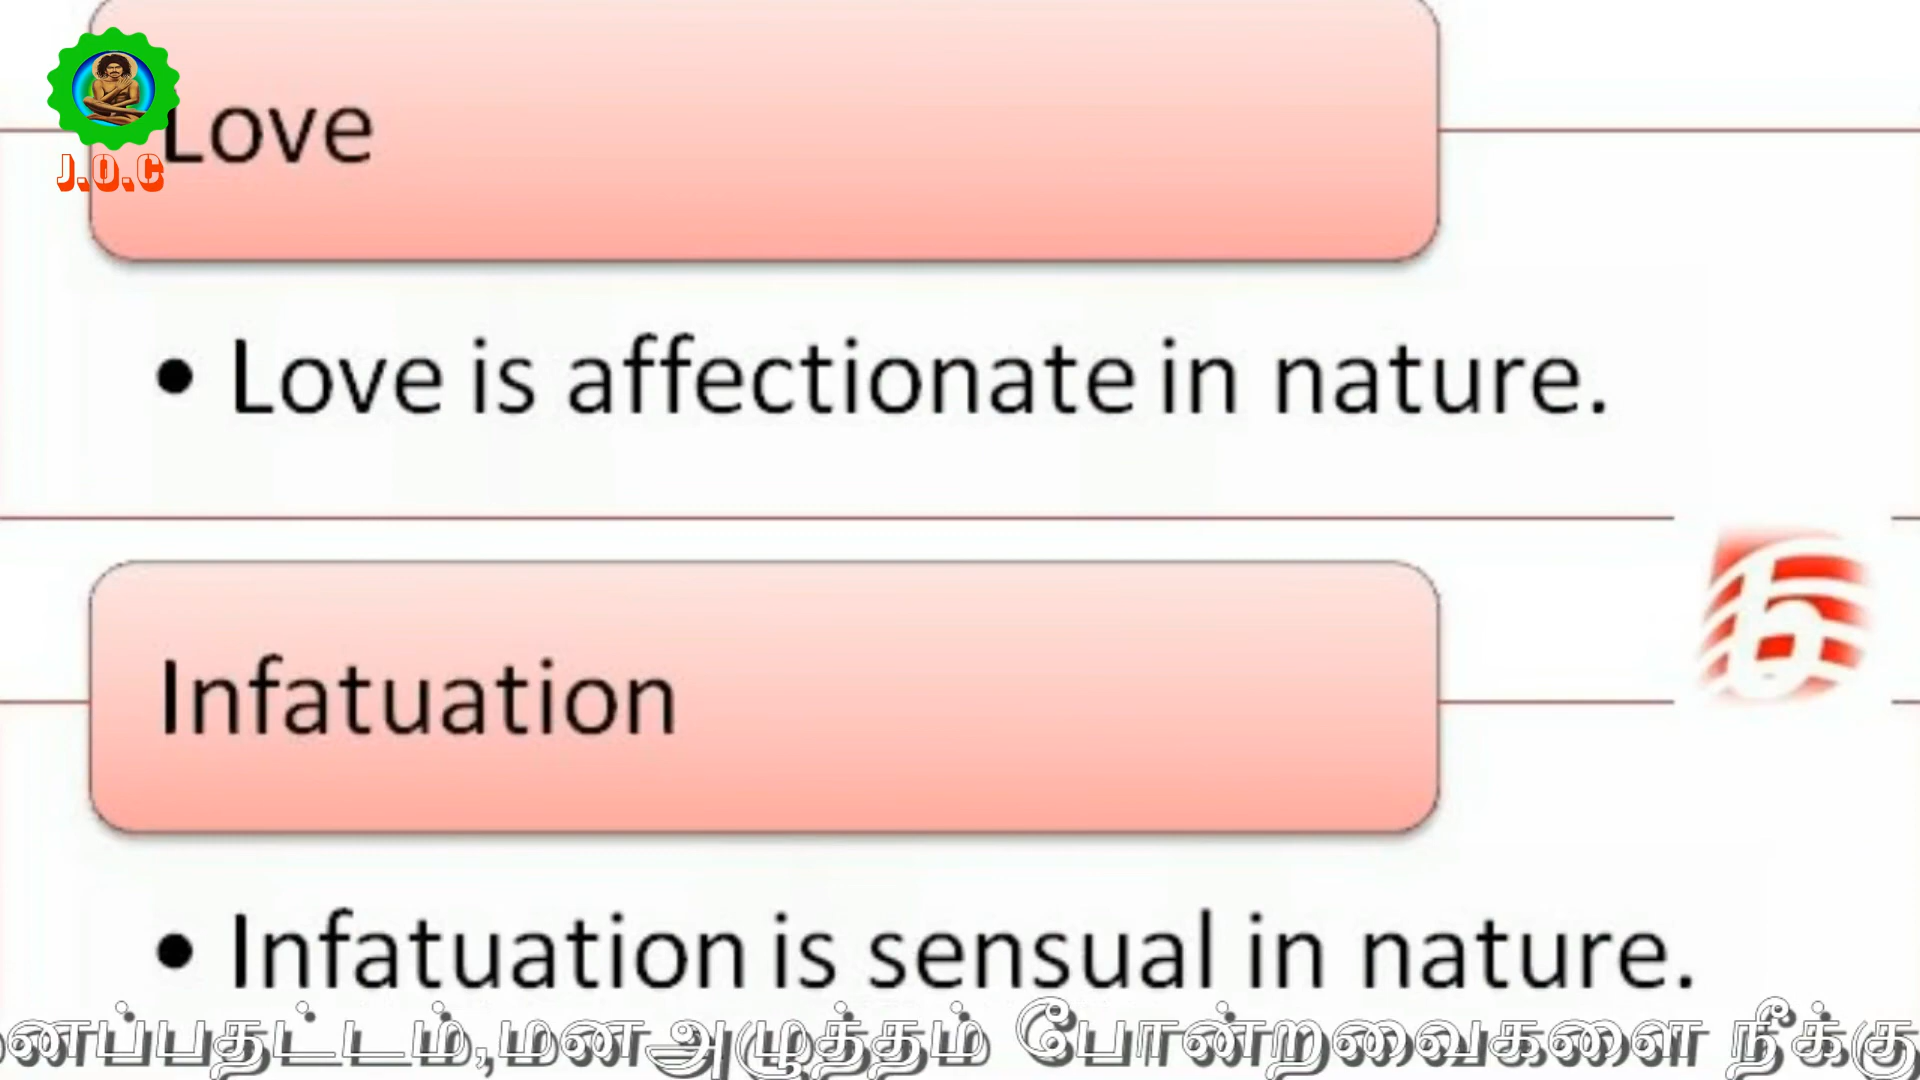 Love
J.O.C
• Love is affectionate in nature.
Infatuation
• Infatuation is sensual in nature.
னப்பதட்டம்,மனஅழுத்தம் போன்றவைகளை நீக்கு